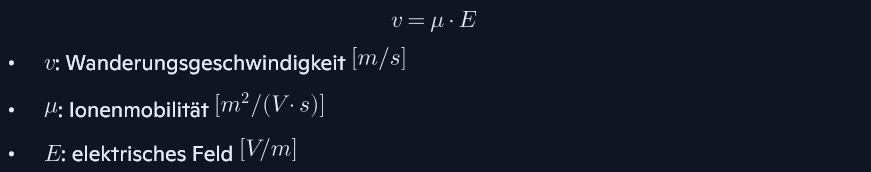 v = μ · E
• v: Wanderungsgeschwindigkeit [m/s]
• μ: Ionenmobilität [m²/(V · s)]
• E: elektrisches Feld [V/m]